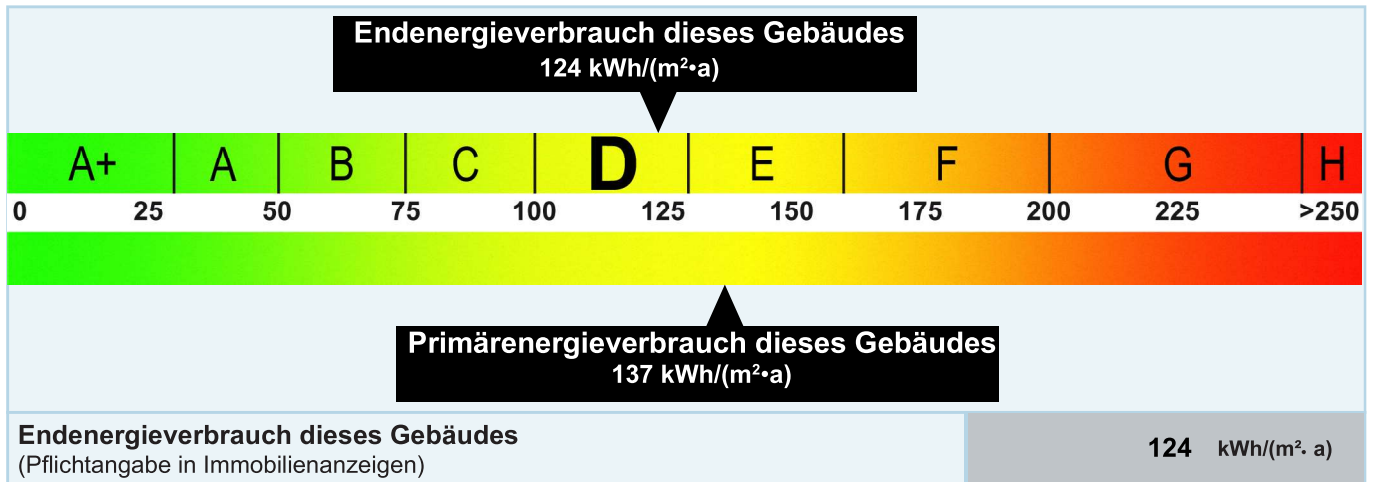 Endenergieverbrauch dieses Gebäudes
124 kWh/(m²•a)
A+ A B C D E F G H
0 25 50 75 100 125 150 175 200 225 >250
Primärenergieverbrauch dieses Gebäudes
137 kWh/(m²•a)
Endenergieverbrauch dieses Gebäudes 124 kWh/(m²· a)
(Pflichtangabe in Immobilienanzeigen)